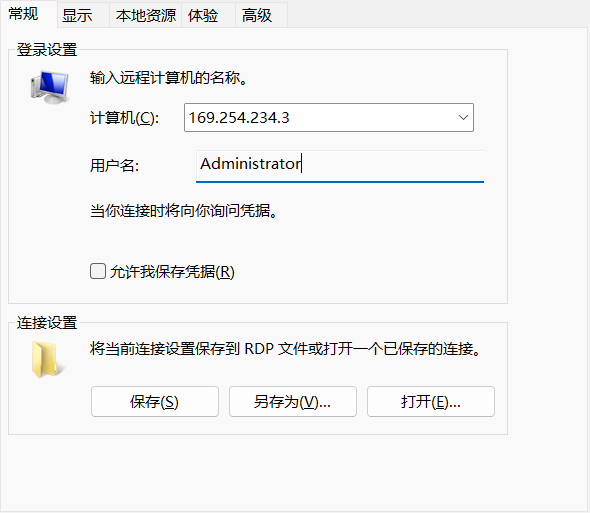 常规 显示 本地资源 体验 高级
登录设置
输入远程计算机的名称。
计算机(C): 169.254.234.3
用户名: Administrator
当你连接时将向你询问凭据。
允许我保存凭据(R)
连接设置
将当前连接设置保存到 RDP 文件或打开一个已保存的连接。
保存(S) 另存为(V)... 打开(E)...